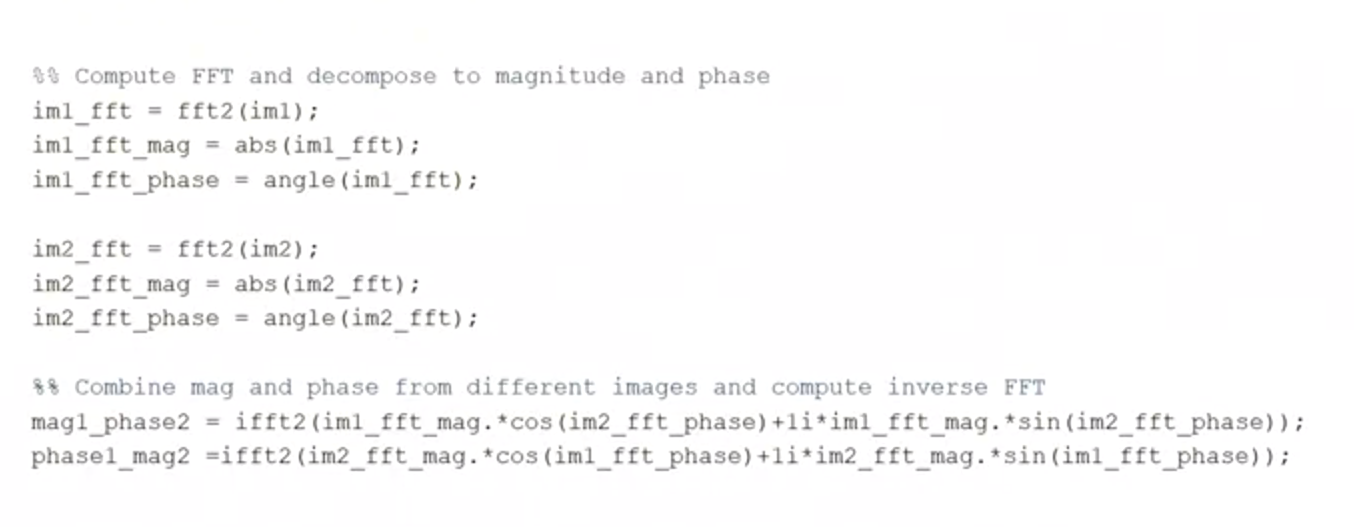 %% Compute FFT and decompose to magnitude and phase
im1_fft = fft2(im1);
im1_fft_mag = abs(im1_fft);
im1_fft_phase = angle(im1_fft);
im2_fft = fft2(im2);
im2_fft_mag = abs(im2_fft);
im2_fft_phase = angle(im2_fft);
%% Combine mag and phase from different images and compute inverse FFT
mag1_phase2 = ifft2(im1_fft_mag.*cos(im2_fft_phase)+1i*im1_fft_mag.*sin(im2_fft_phase));
phase1_mag2 =ifft2(im2_fft_mag.*cos(im1_fft_phase)+1i*im2_fft_mag.*sin(im1_fft_phase));